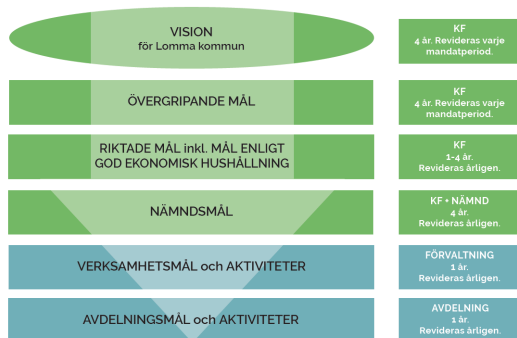 VISION
för Lomma kommun
KF
4 år. Revideras varje
mandatperiod.
ÖVERGRIPANDE MÅL
KF
4 år. Revideras varje
mandatperiod.
RIKTADE MÅL inkl. MÅL ENLIGT
GOD EKONOMISK HUSHÅLLNING
KF
1-4 år.
Revideras årligen.
NÄMNDSMÅL
KF + NÄMND
4 år.
Revideras årligen.
VERKSAMHETSMÅL och AKTIVITETER
FÖRVALTNING
1 år.
Revideras årligen.
AVDELNINGSMÅL och AKTIVITETER
AVDELNING
1 år.
Revideras årligen.